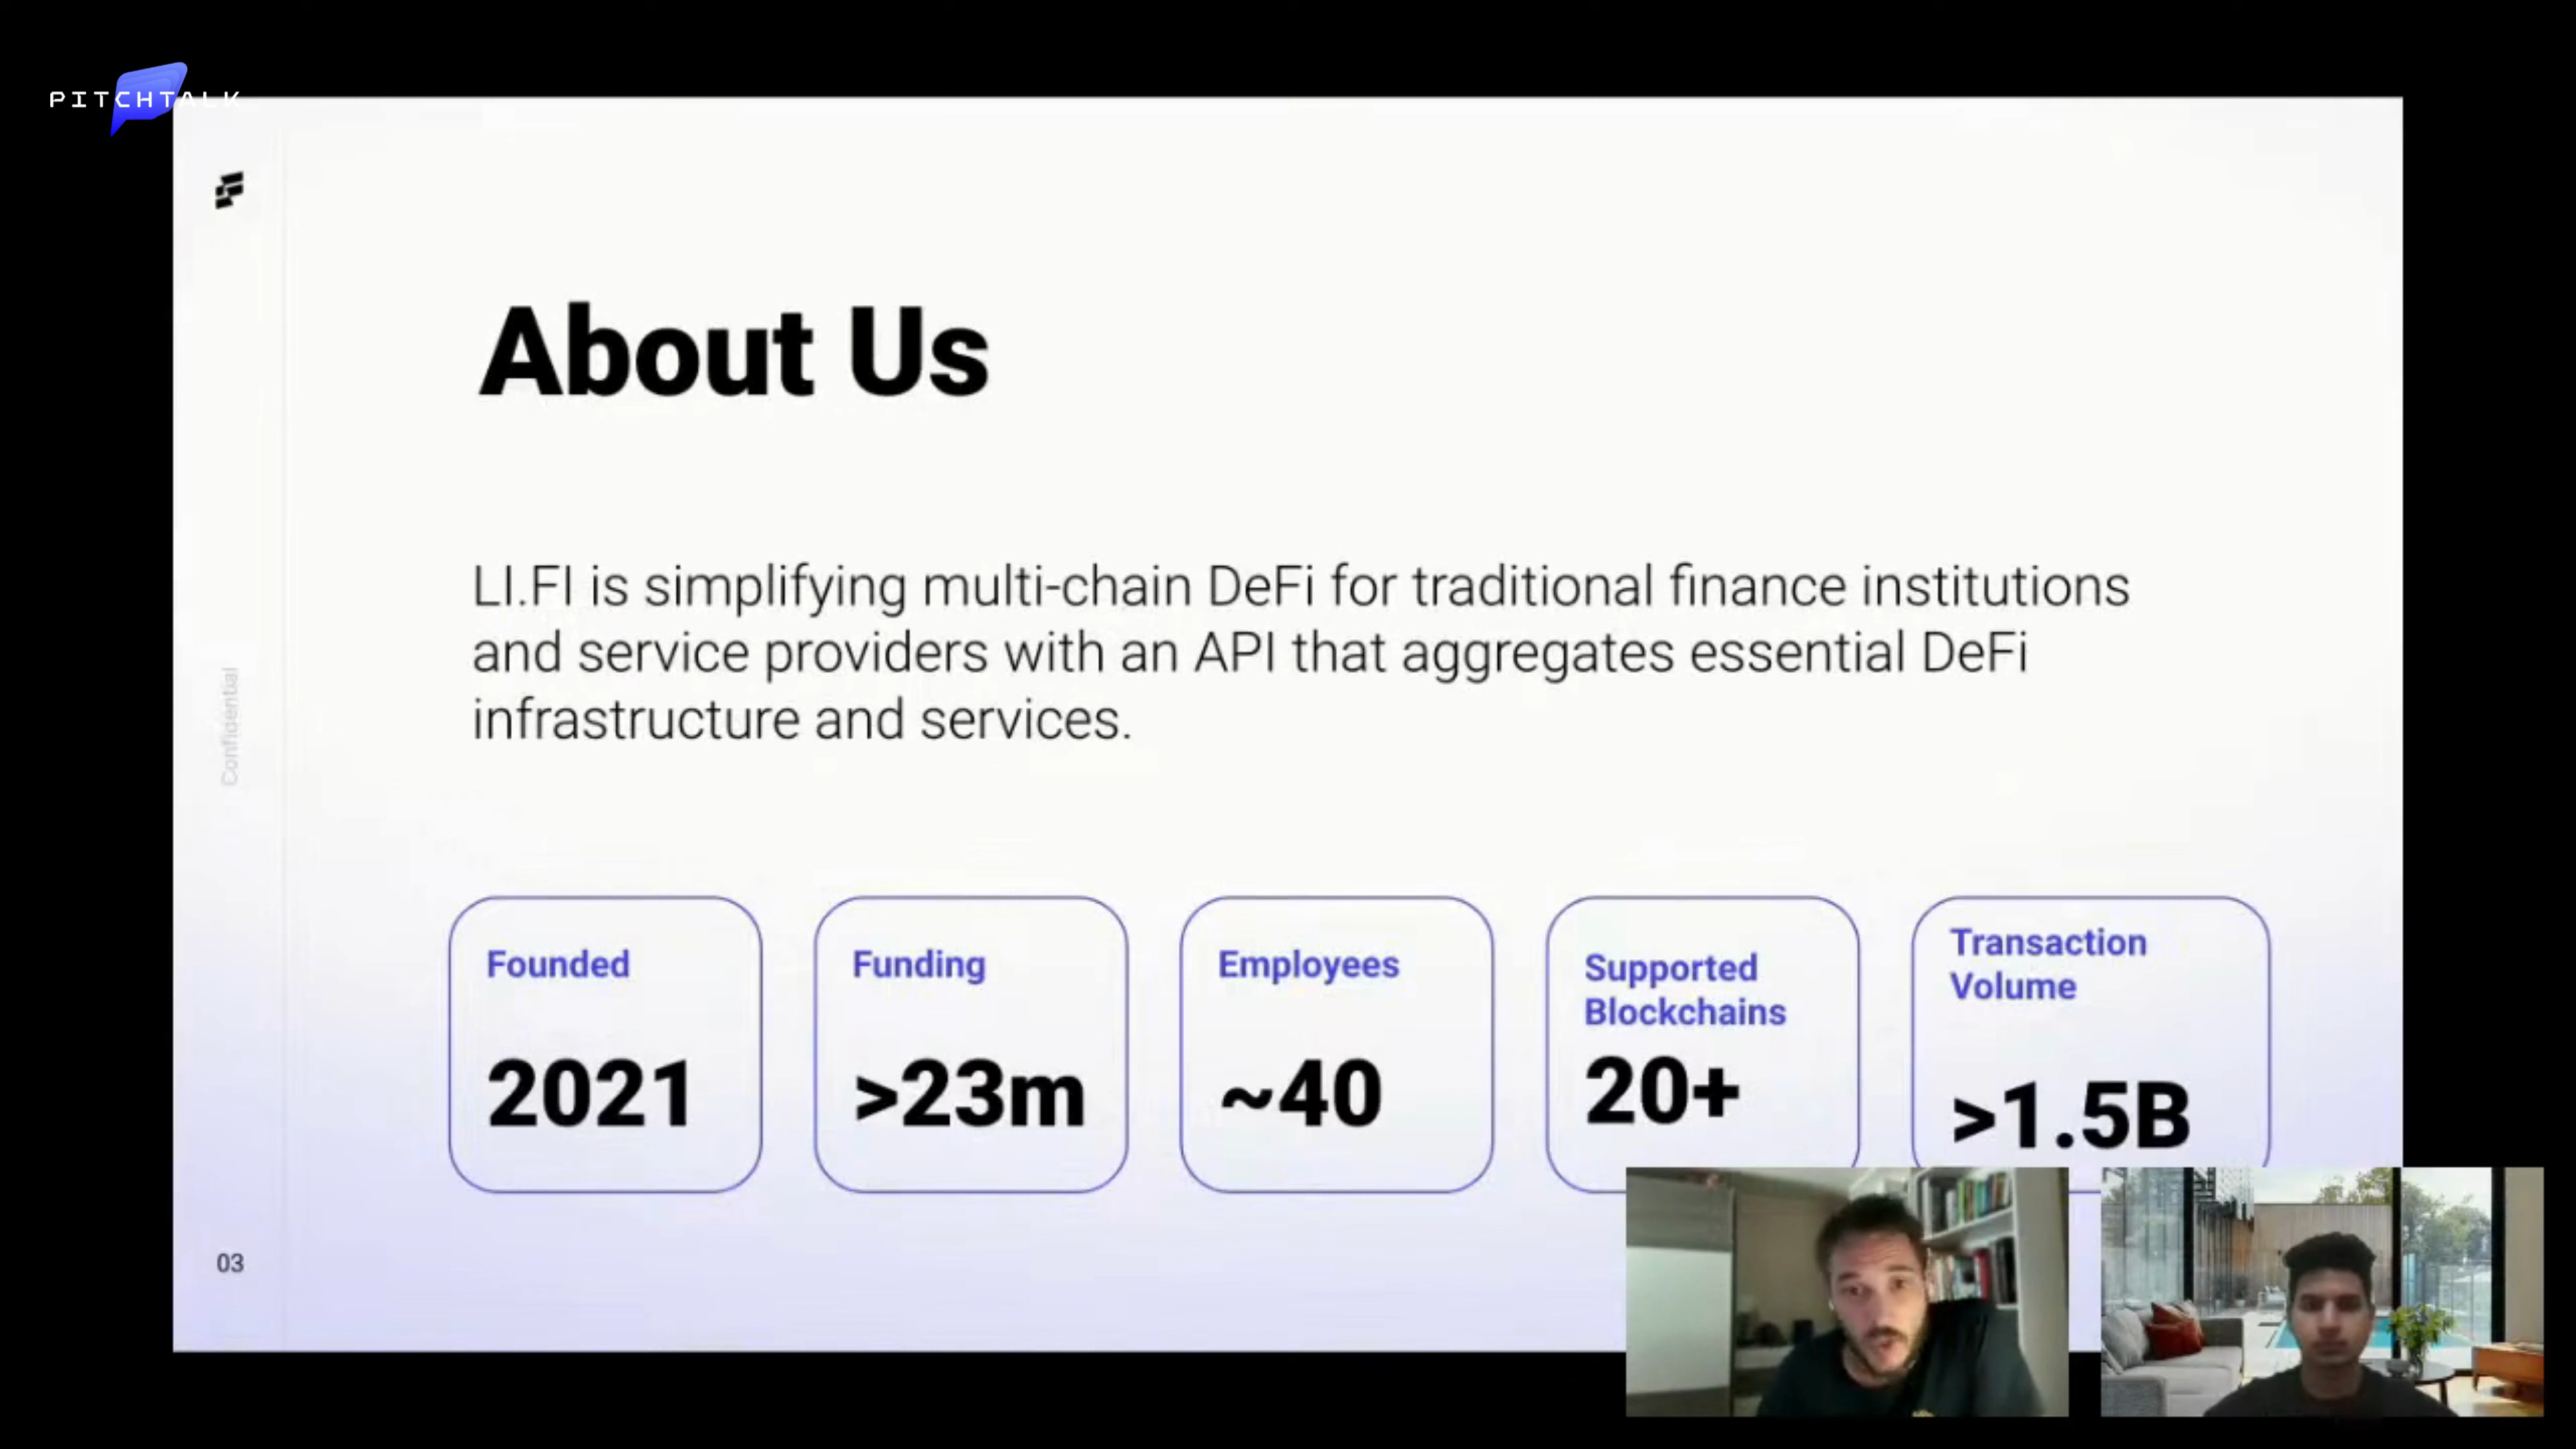 PITCHTALK
About Us
LI.FI is simplifying multi-chain DeFi for traditional finance institutions
and service providers with an API that aggregates essential DeFi
infrastructure and services.
Confidential
Founded
2021
Funding
>23m
Employees
~40
Supported
Blockchains
20+
Transaction
Volume
>1.5B
03